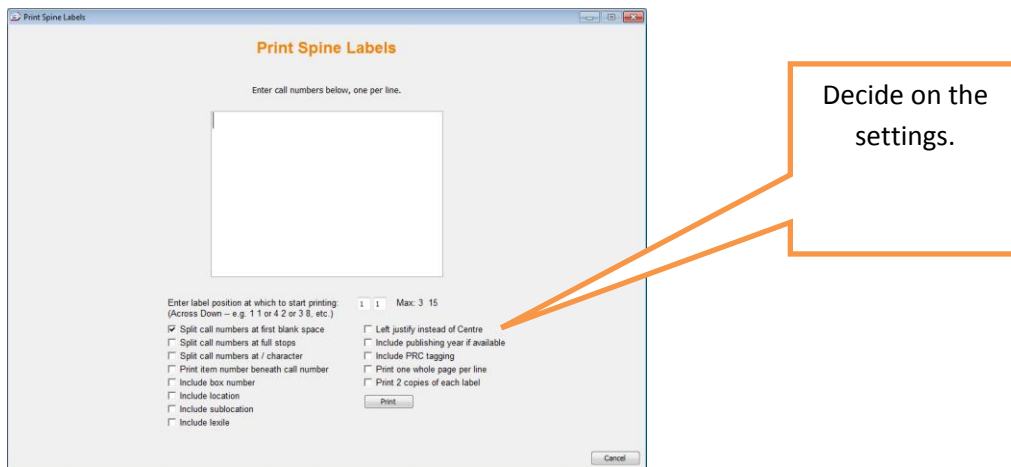 Print Spine Labels
Print Spine Labels
Enter call numbers below, one per line.
Enter label position at which to start printing: 1 1 Max: 3 15
(Across Down -- e.g. 1 1 or 4 2 or 3 8, etc.)
Split call numbers at first blank space
Split call numbers at full stops
Split call numbers at / character
Print item number beneath call number
Include box number
Include location
Include sublocation
Include lexile
Left justify instead of Centre
Include publishing year if available
Include PRC tagging
Print one whole page per line
Print 2 copies of each label
Print
Cancel
Decide on the
settings.